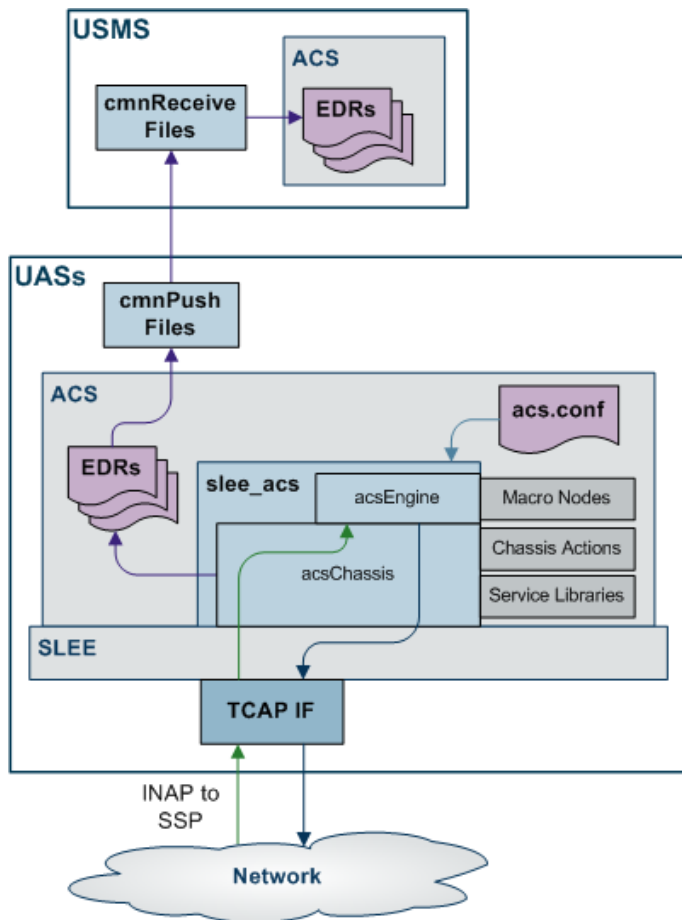 USMS
ACS
cmnReceive
Files
EDRs
UASs
cmnPush
Files
ACS
acs.conf
EDRs
slee_acs
acsEngine
Macro Nodes
acsChassis
Chassis Actions
Service Libraries
SLEE
TCAP IF
INAP to
SSP
Network